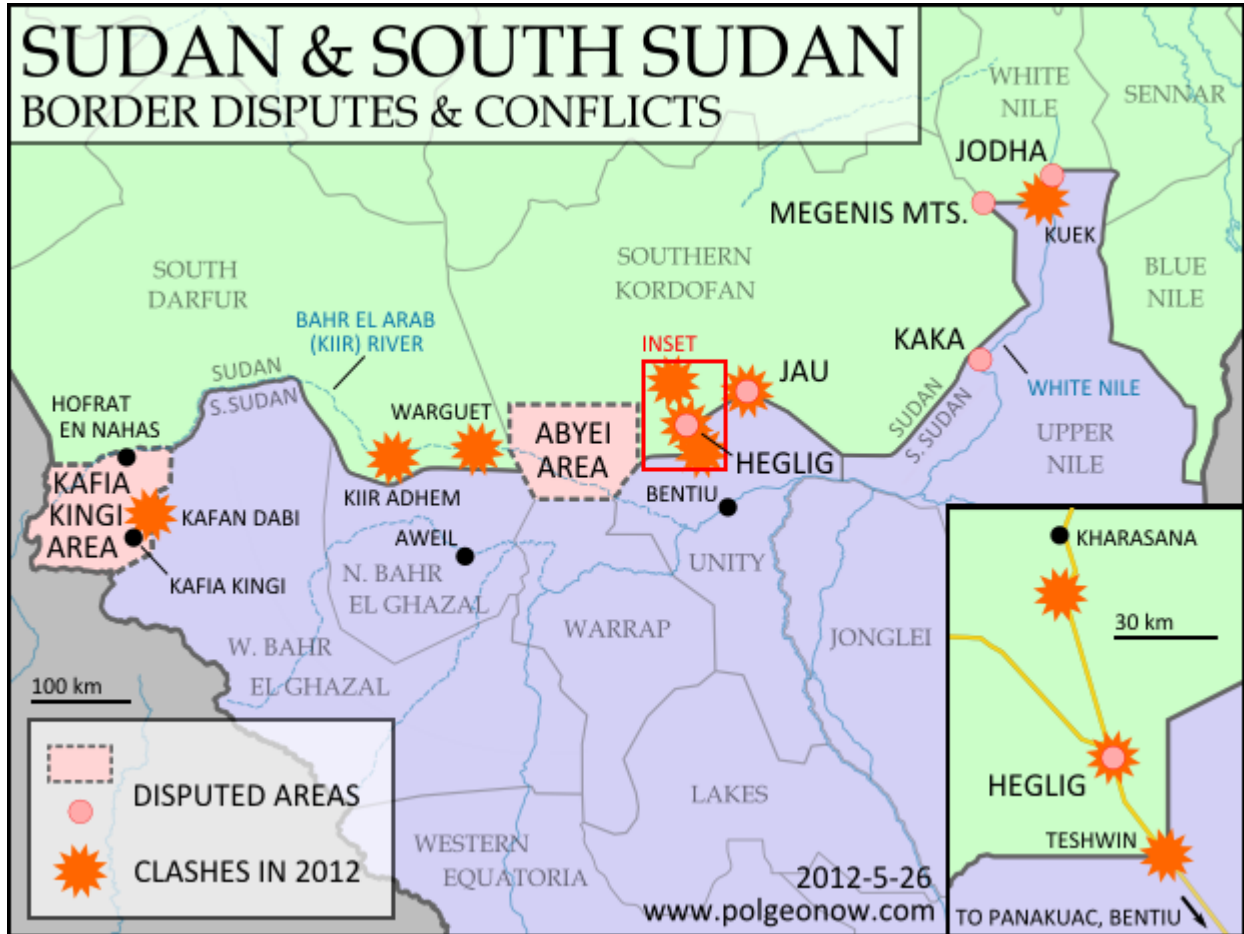 SUDAN & SOUTH SUDAN
BORDER DISPUTES & CONFLICTS
WHITE
NILE
SENNAR
JODHA
MEGENIS MTS.
KUEK
BLUE
NILE
SOUTH
DARFUR
SOUTHERN
KORDOFAN
BAHR EL ARAB
(KIIR) RIVER
INSET
JAU
KAKA
WHITE NILE
SUDAN
S. SUDAN
SUDAN
S. SUDAN
UPPER
NILE
HOFRAT
EN NAHAS
WARGUET
ABYEI
AREA
HEGLIG
KAFIA
KINGI
AREA
KAFAN DABI
KIIR ADHEM
BENTIU
KAFIA KINGI
AWEIL
N. BAHR
EL GHAZAL
UNITY
WARRAP
JONGLEI
W. BAHR
EL GHAZAL
100 km
LAKES
WESTERN
EQUATORIA
DISPUTED AREAS
CLASHES IN 2012
2012-5-26
www.polgeonow.com
KHARASANA
30 km
HEGLIG
TESHWIN
TO PANAKUAC, BENTIU